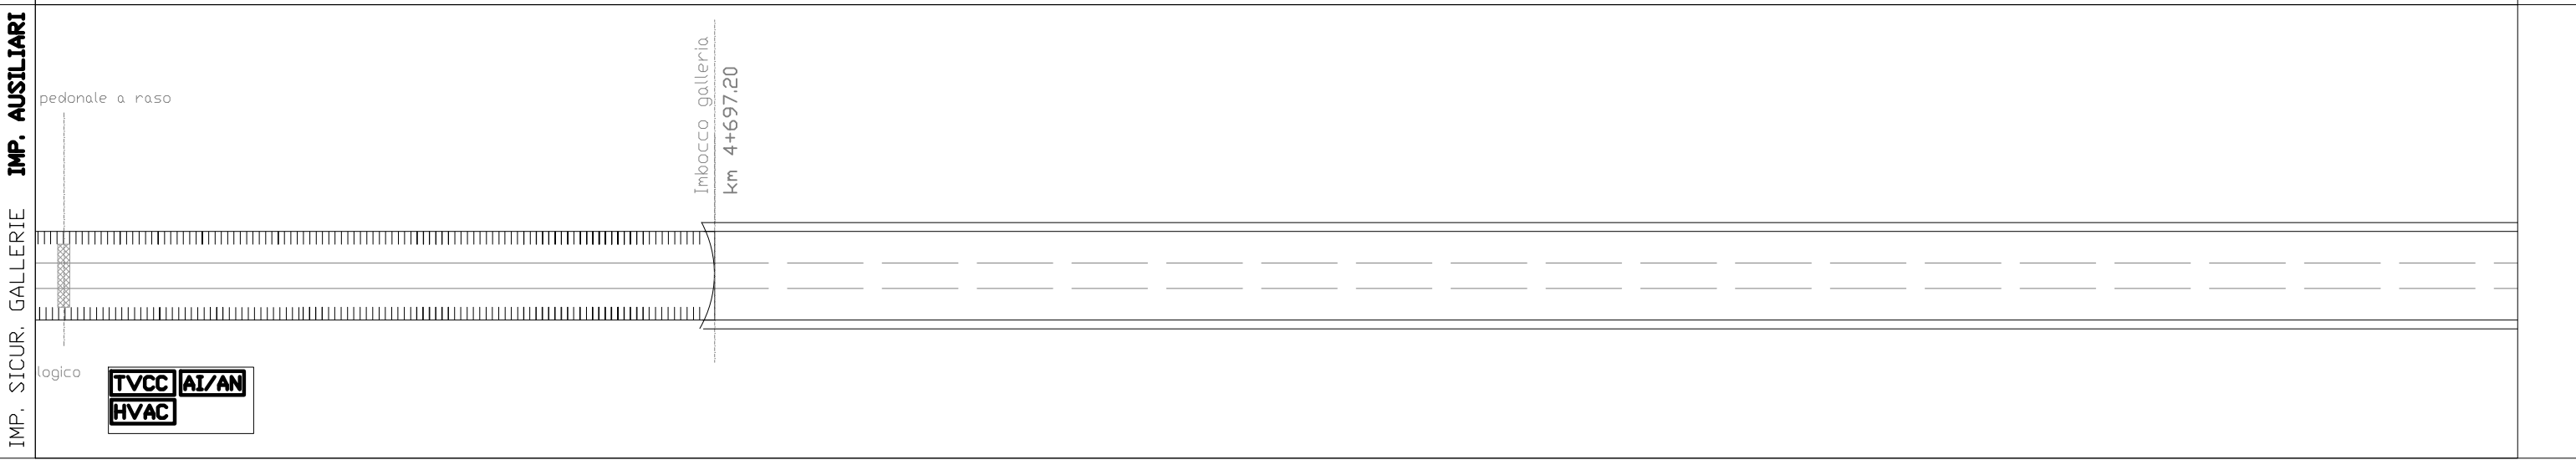 IMP. AUSILIARI
IMP. SICUR. GALLERIE
pedonale a raso
Imbocco galleria
km 4+697.20
logico
TVCC AI/AN
HVAC